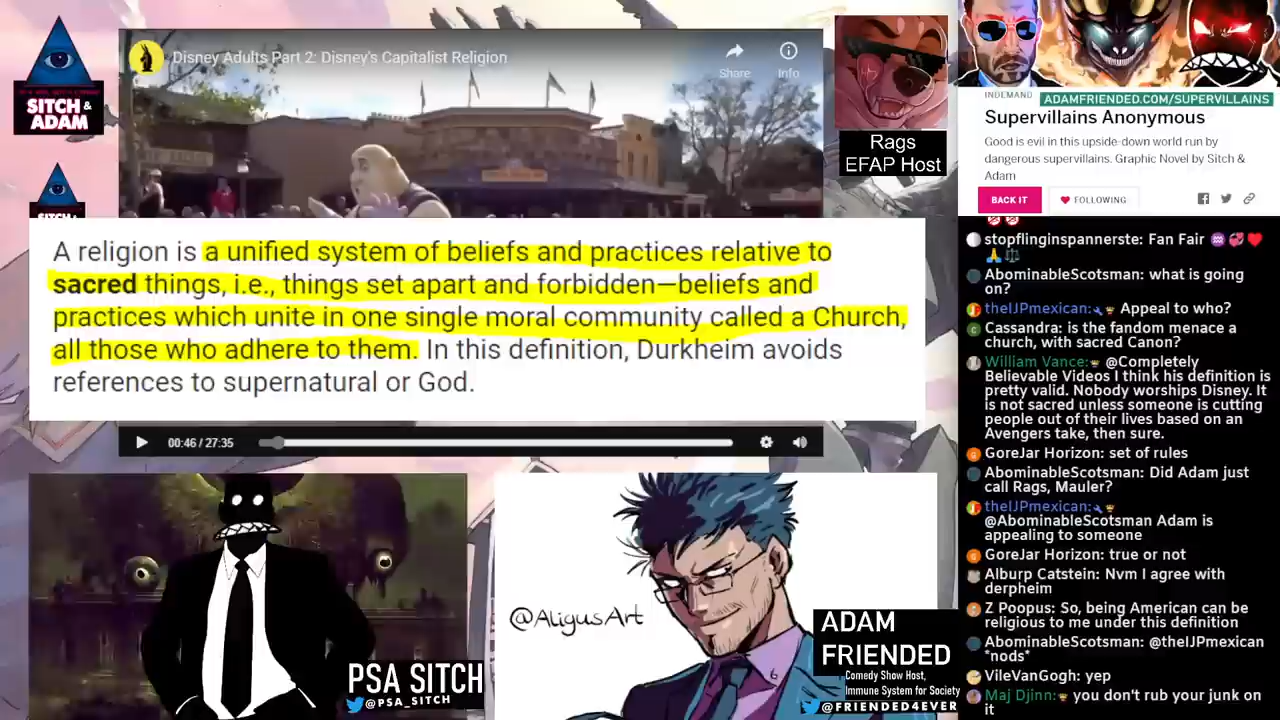 SITCH &
ADAM
SITCH &
Disney Adults Part 2: Disney's Capitalist Religion
Share
Info
Rags
EFAP Host
A religion is a unified system of beliefs and practices relative to
sacred things, i.e., things set apart and forbidden—beliefs and
practices which unite in one single moral community called a Church,
all those who adhere to them. In this definition, Durkheim avoids
references to supernatural or God.
00:46 / 27:35
PSA SITCH
@PSA_SITCH
@AligusArt
ADAM
FRIENDED
Comedy Show Host,
Immune System for Society
@FRIENDED4EVER
INDEMAND
ADAMFRIENDED.COM/SUPERVILLAINS
Supervillains Anonymous
Good is evil in this upside-down world run by
dangerous supervillains. Graphic Novel by Sitch &
Adam
BACK IT
FOLLOWING
stopflinginspannerste: Fan Fair ♒💞❤️
🙏⚖️
AbominableScotsman: what is going
on?
theIJPmexican: Appeal to who?
Cassandra: is the fandom menace a
church, with sacred Canon?
William Vance: @Completely
Believable Videos I think his definition is
pretty valid. Nobody worships Disney. It
is not sacred unless someone is cutting
people out of their lives based on an
Avengers take, then sure.
GoreJar Horizon: set of rules
AbominableScotsman: Did Adam just
call Rags, Mauler?
theIJPmexican:
@AbominableScotsman Adam is
appealing to someone
GoreJar Horizon: true or not
Alburp Catstein: Nvm I agree with
derpheim
Z Poopus: So, being American can be
religious to me under this definition
AbominableScotsman: @theIJPmexican
*nods*
VileVanGogh: yep
Maj Djinn: you don't rub your junk on
it